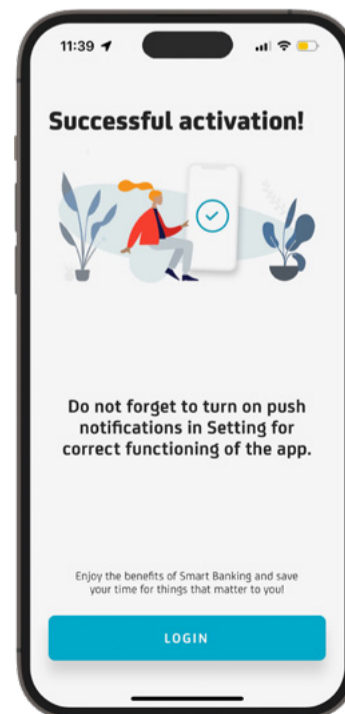 11:39
Successful activation!
Do not forget to turn on push
notifications in Setting for
correct functioning of the app.
Enjoy the benefits of Smart Banking and save
your time for things that matter to you!
LOGIN